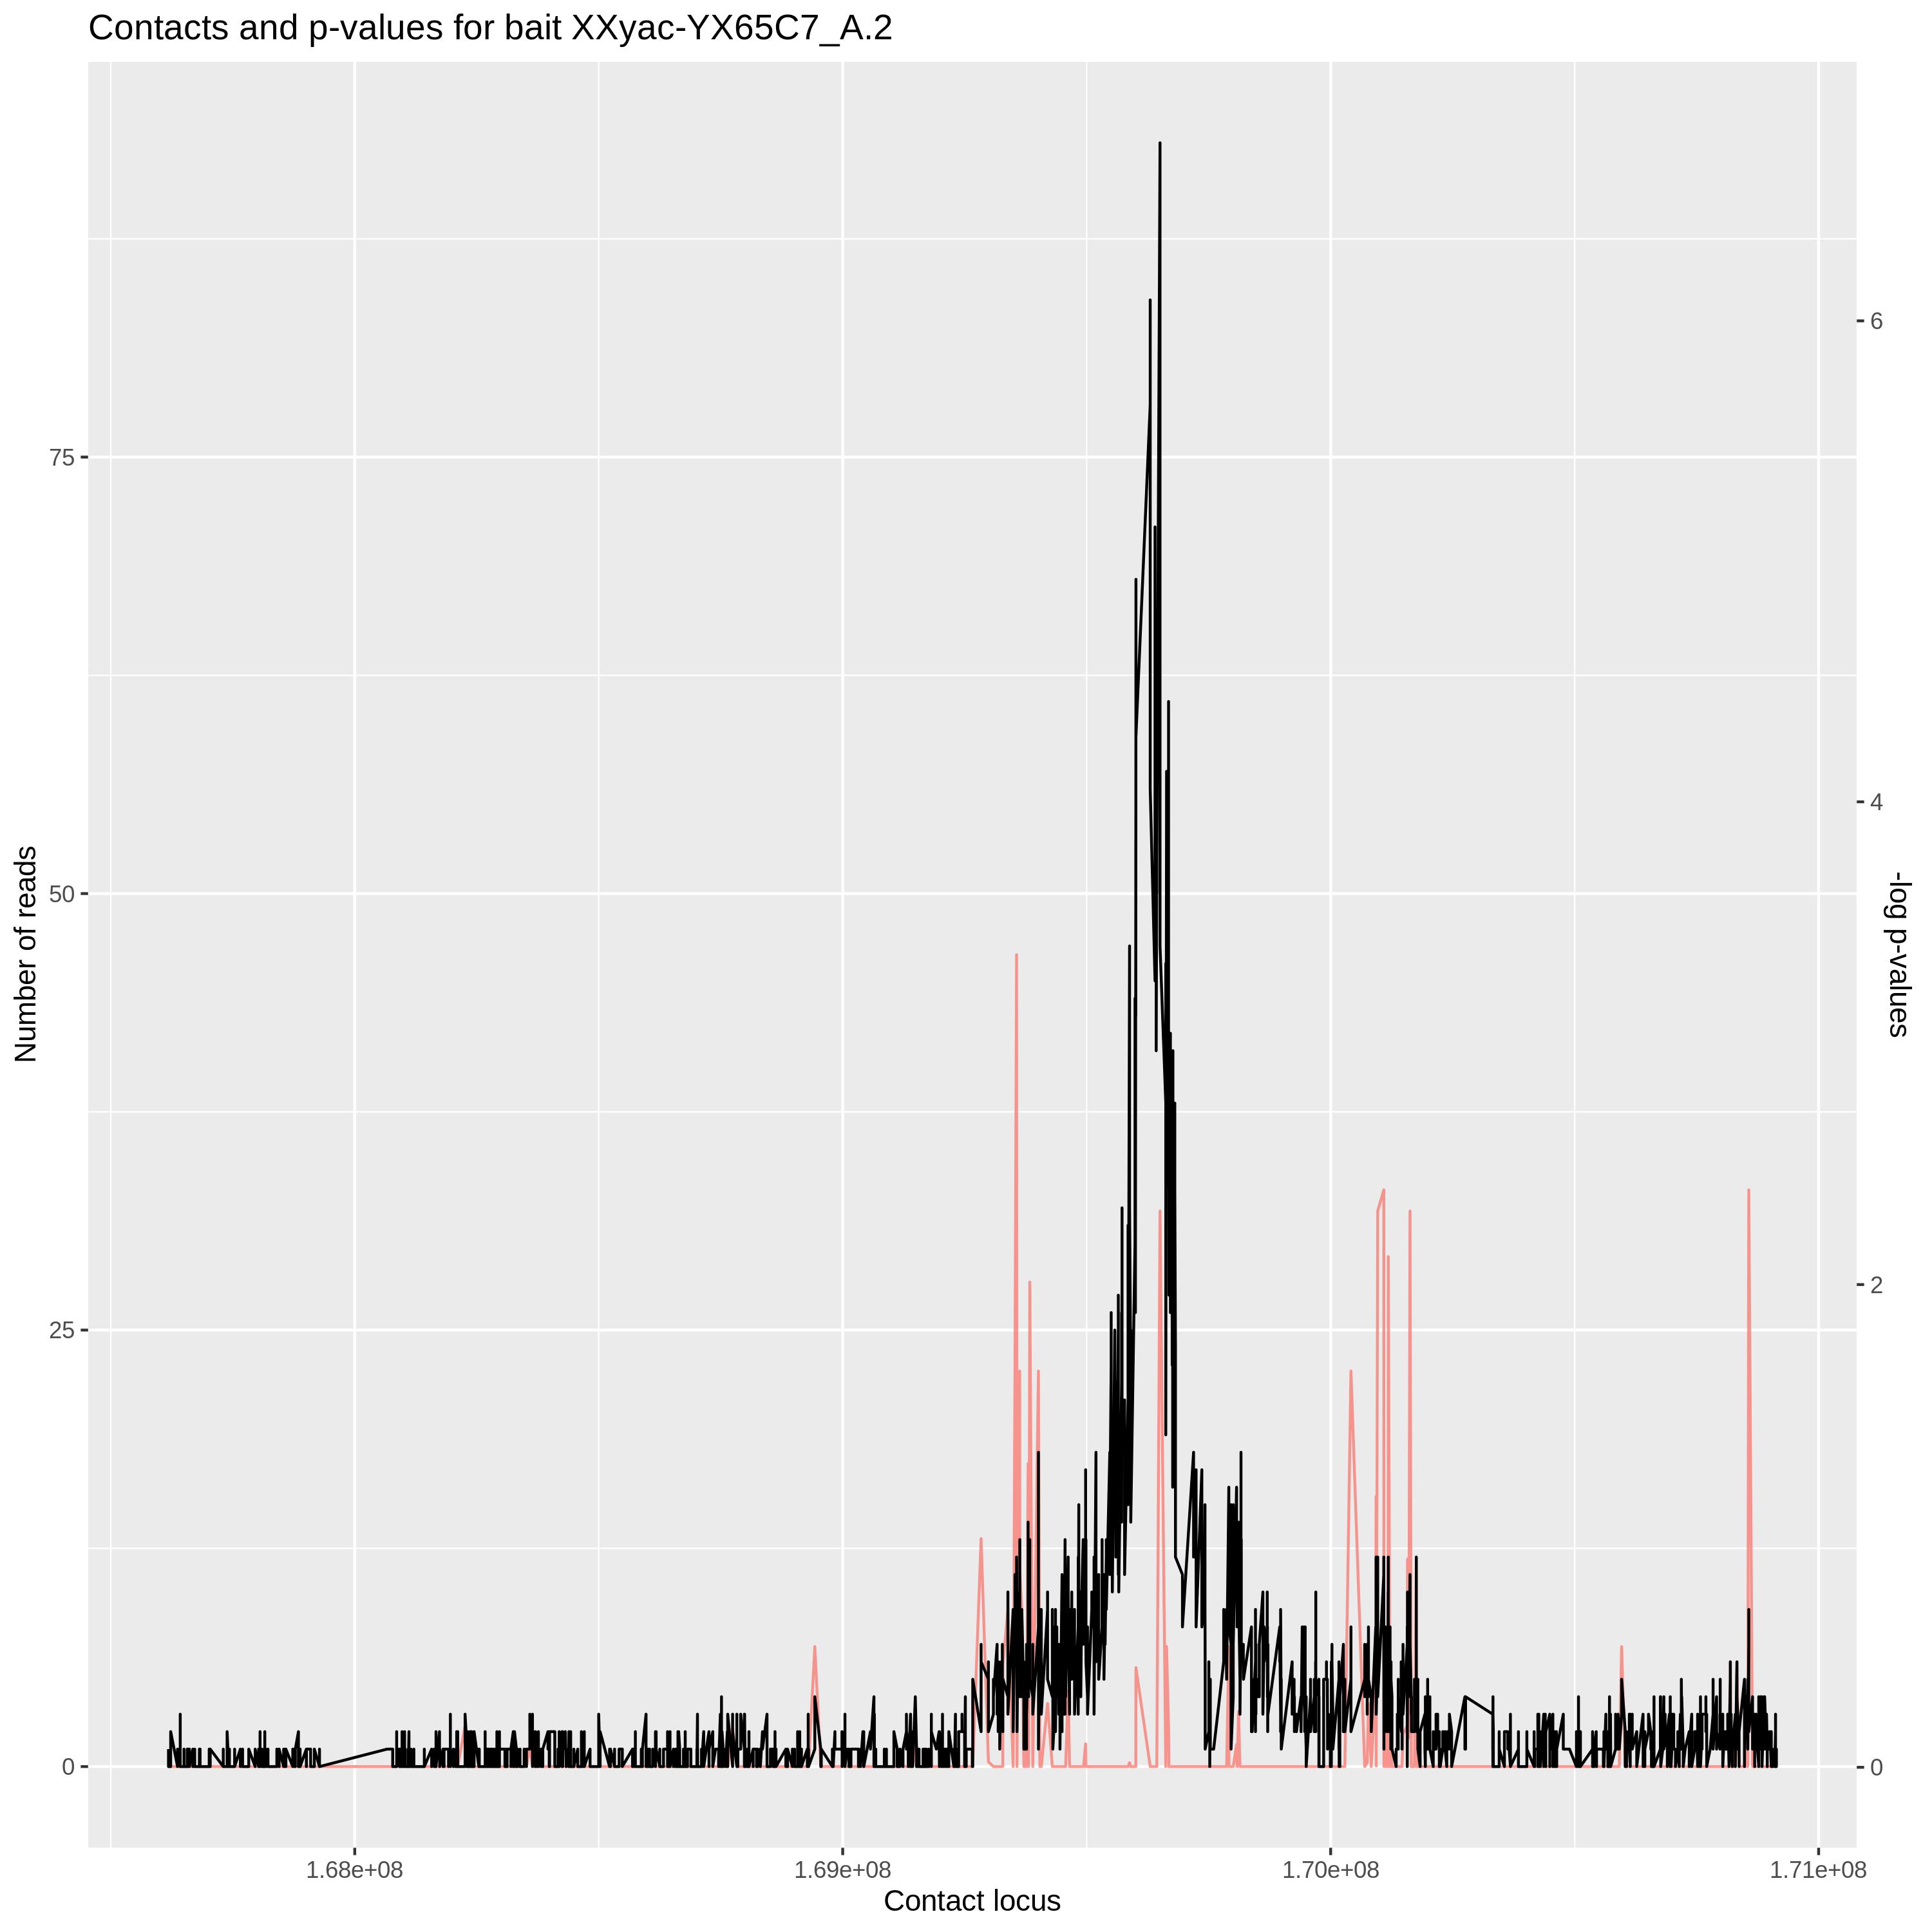 Contacts and p-values for bait XXyac-YX65C7_A.2
75
50
25
0
Number of reads
6
4
2
0
-log p-values
1.68e+08
1.69e+08
1.70e+08
1.71e+08
Contact locus